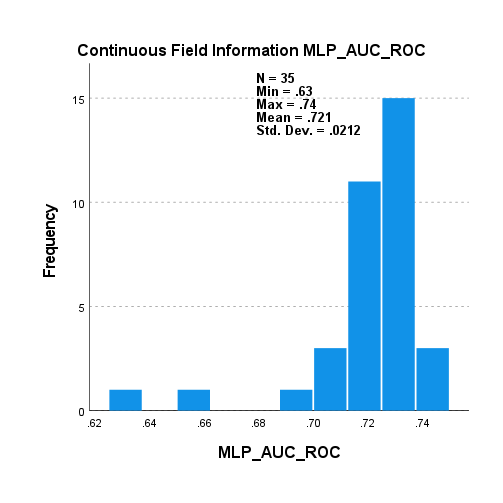 Continuous Field Information MLP_AUC_ROC
N = 35
Min = .63
Max = .74
Mean = .721
Std. Dev. = .0212
Frequency
15
10
5
0
.62 .64 .66 .68 .70 .72 .74
MLP_AUC_ROC